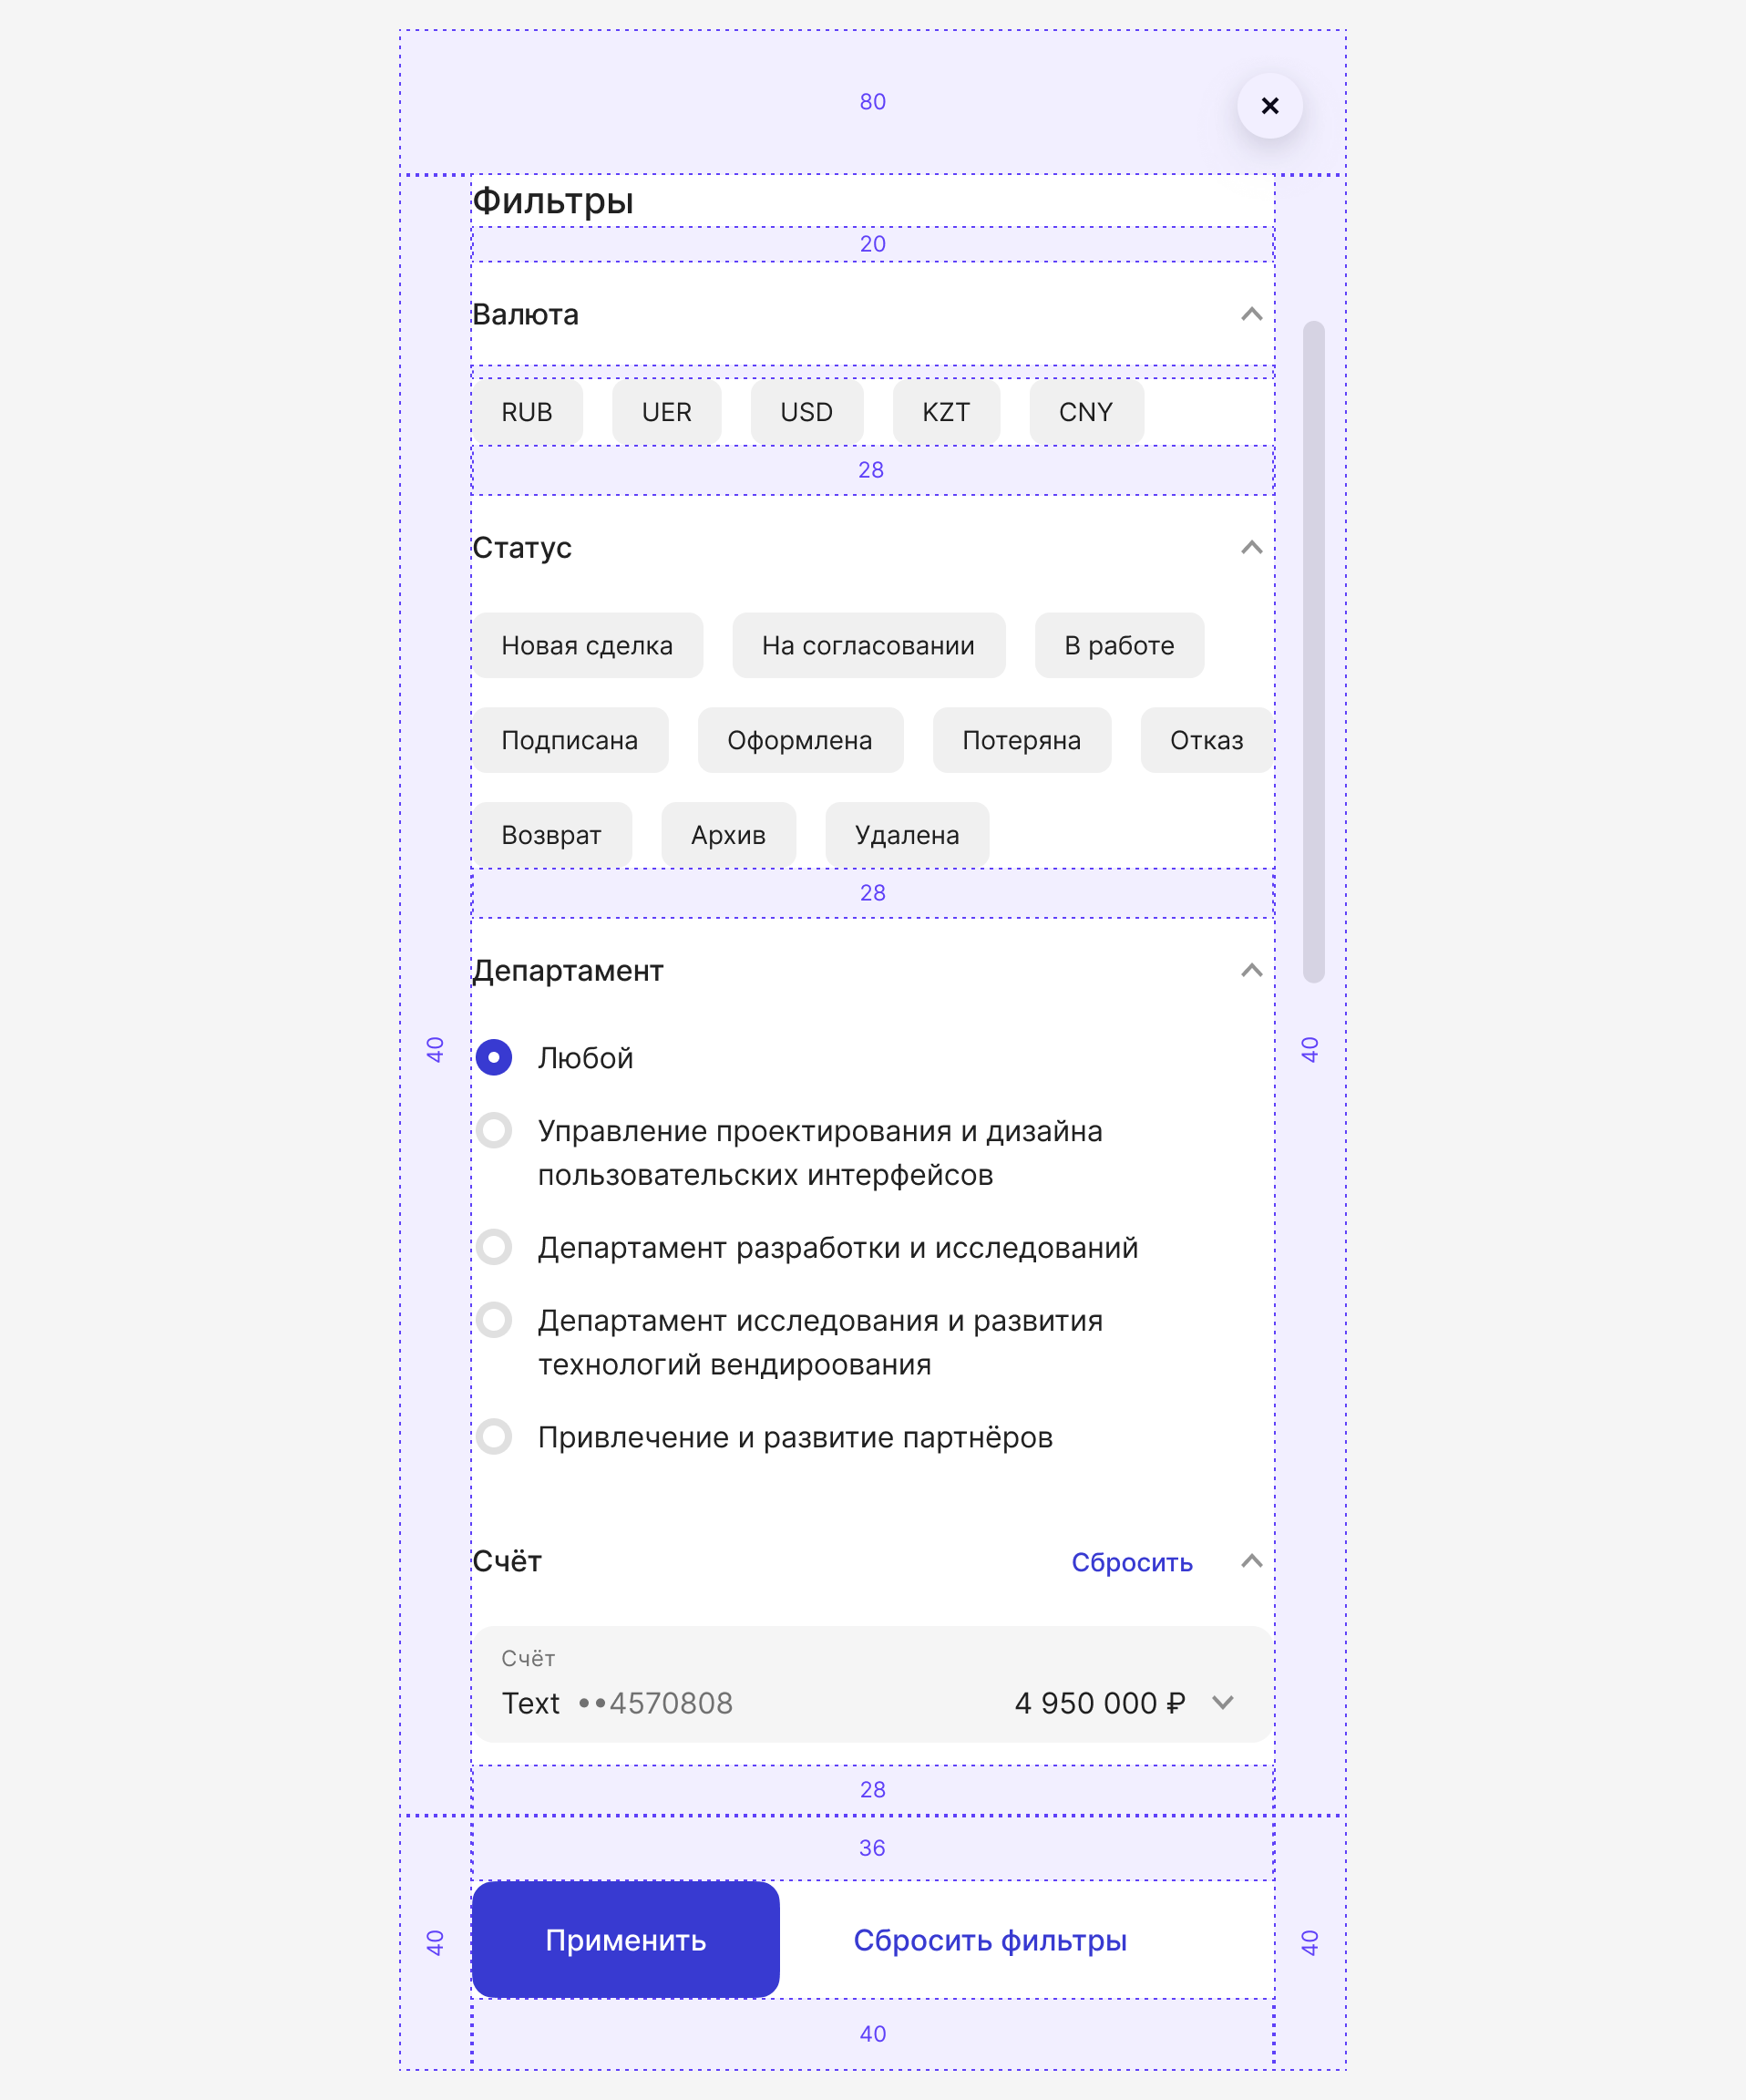 80
Фильтры
20
Валюта
RUB UER USD KZT CNY
28
Статус
Новая сделка На согласовании В работе
Подписана Оформлена Потеряна Отказ
Возврат Архив Удалена
28
Департамент
40
40
Любой
Управление проектирования и дизайна
пользовательских интерфейсов
Департамент разработки и исследований
Департамент исследования и развития
технологий вендироования
Привлечение и развитие партнёров
Счёт Сбросить
Счёт
Text ••4570808 4 950 000 ₽
28
36
40 Применить Сбросить фильтры 40
40